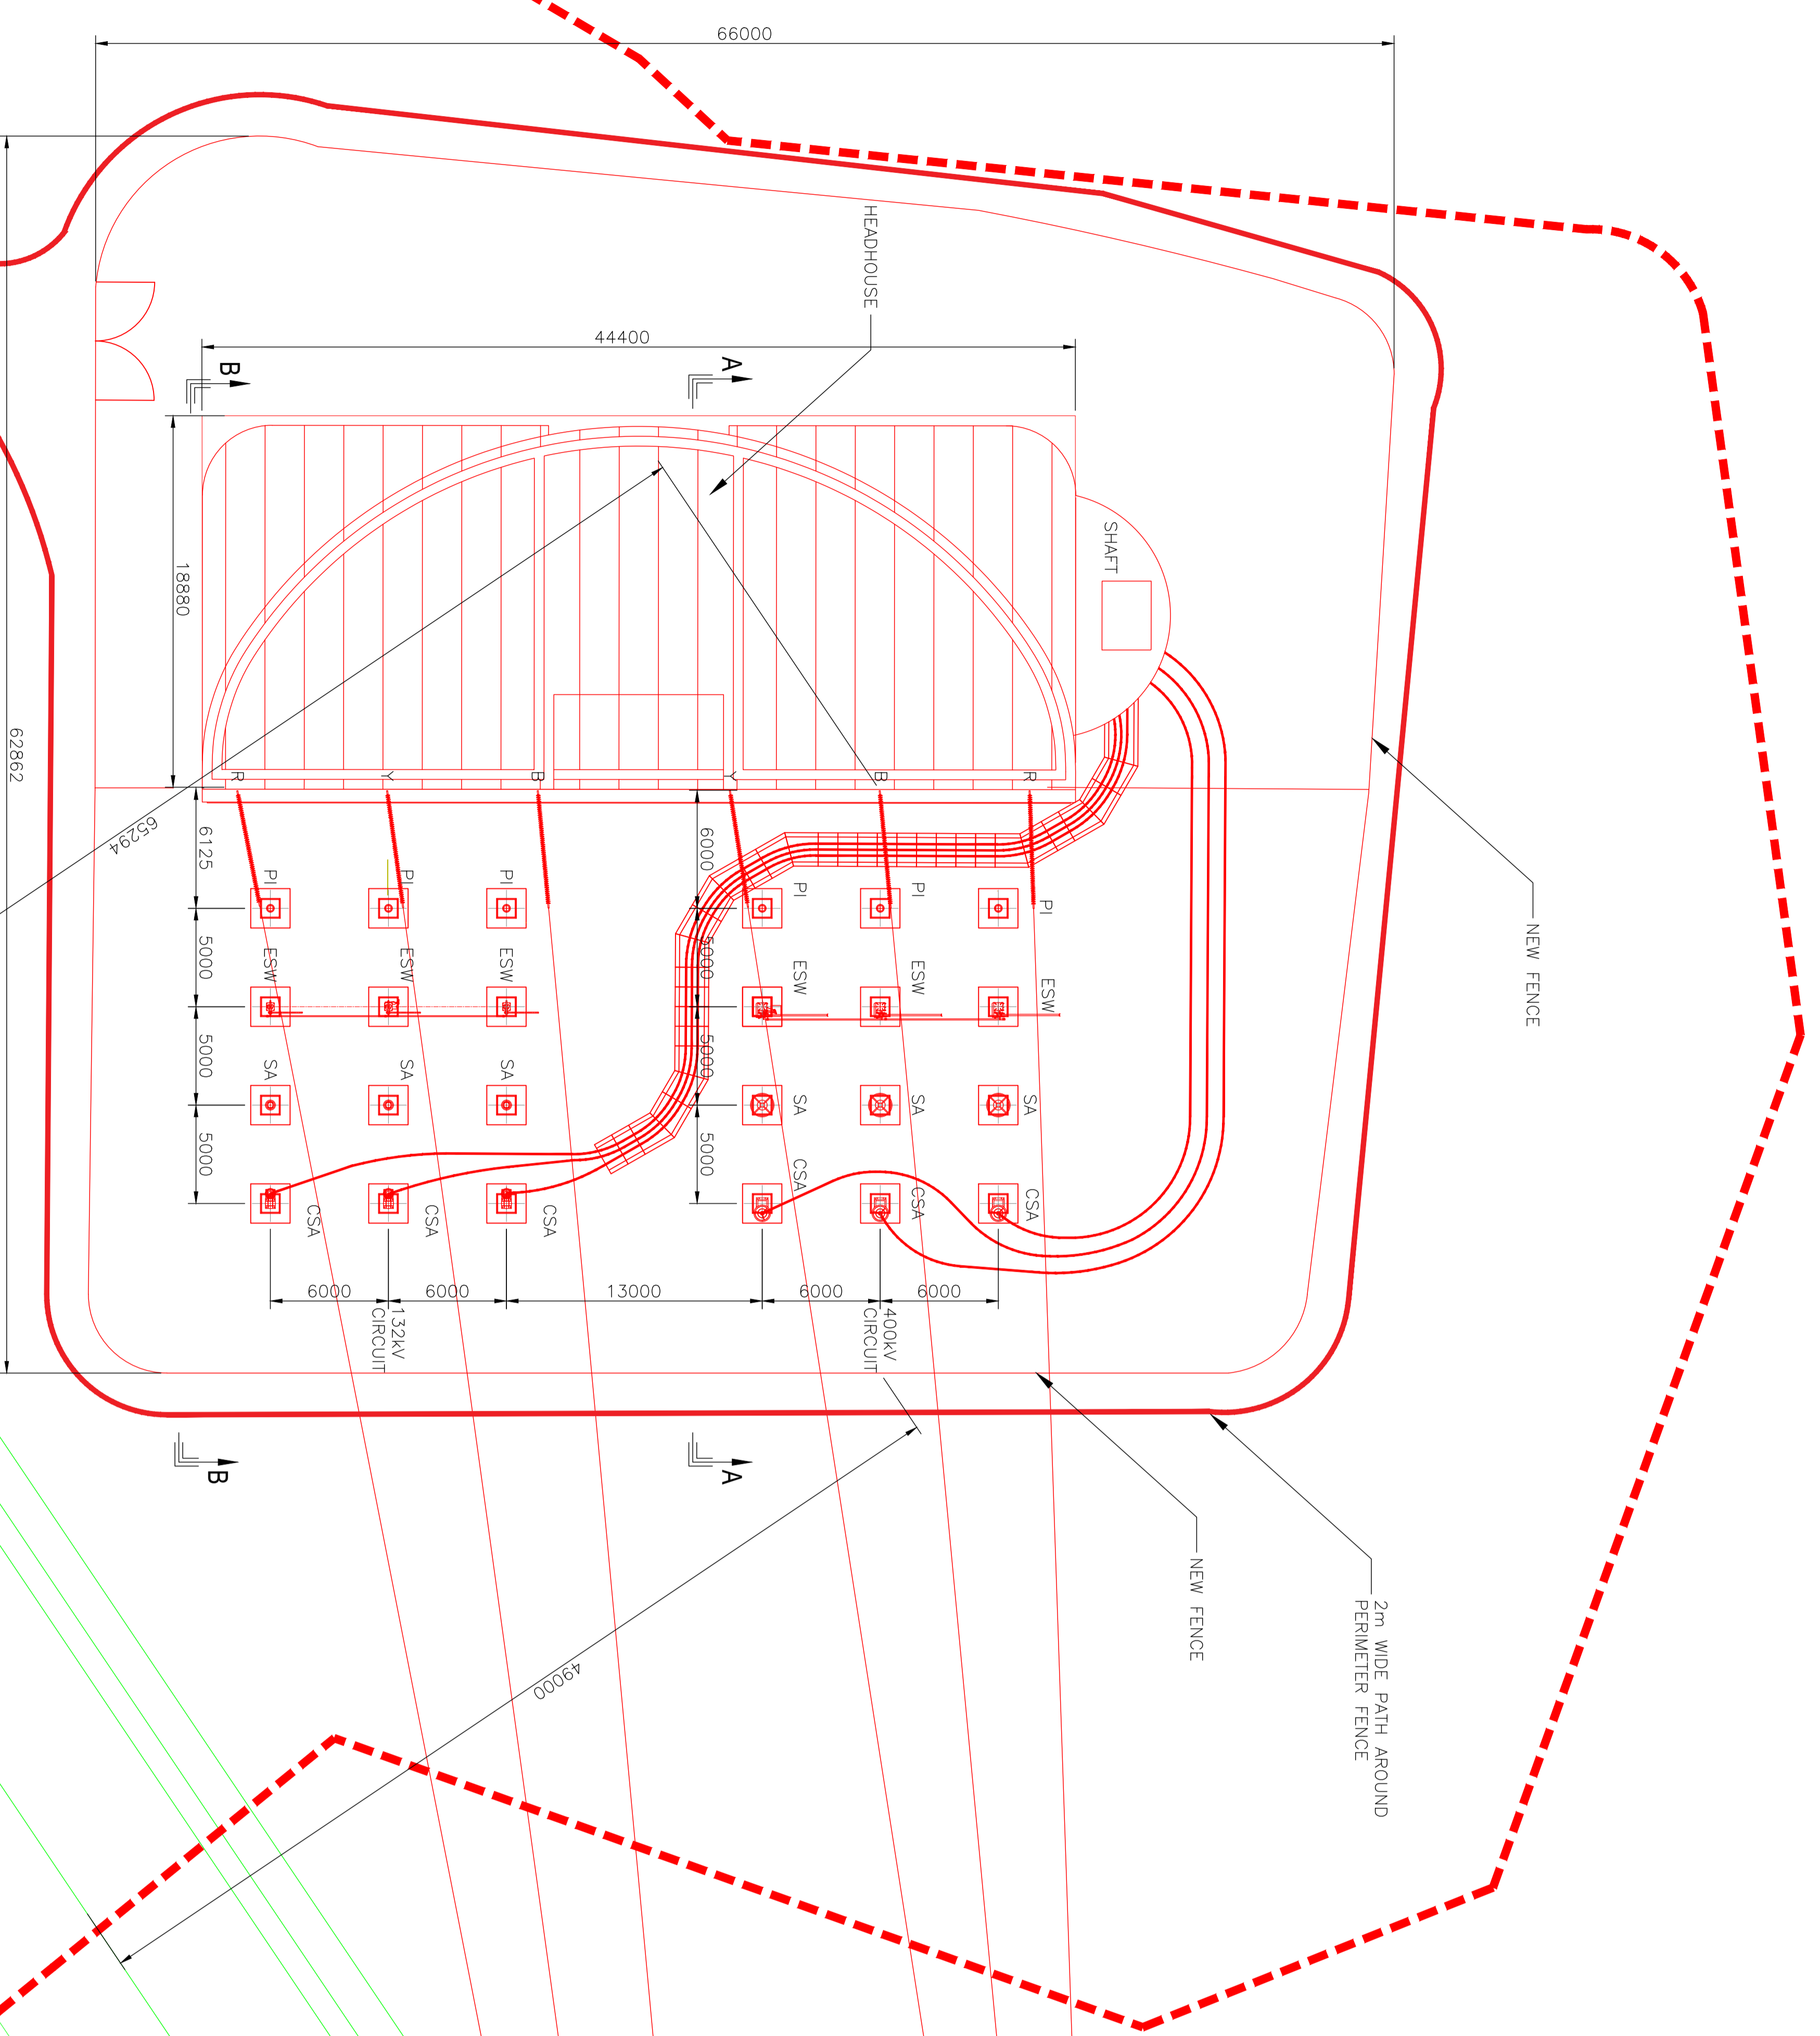 66000
HEADHOUSE
44400
B
A
SHAFT
18880
62862
65294
NEW FENCE
R
Y
B
Y
B
R
6125
6000
PI
PI
PI
PI
PI
PI
5000
5000
ESW
ESW
ESW
ESW
ESW
ESW
5000
5000
SA
SA
SA
SA
SA
SA
5000
5000
CSA
CSA
CSA
CSA
CSA
CSA
6000
6000
13000
6000
6000
132kV
CIRCUIT
400kV
CIRCUIT
B
A
NEW FENCE
2m WIDE PATH AROUND
PERIMETER FENCE
49000